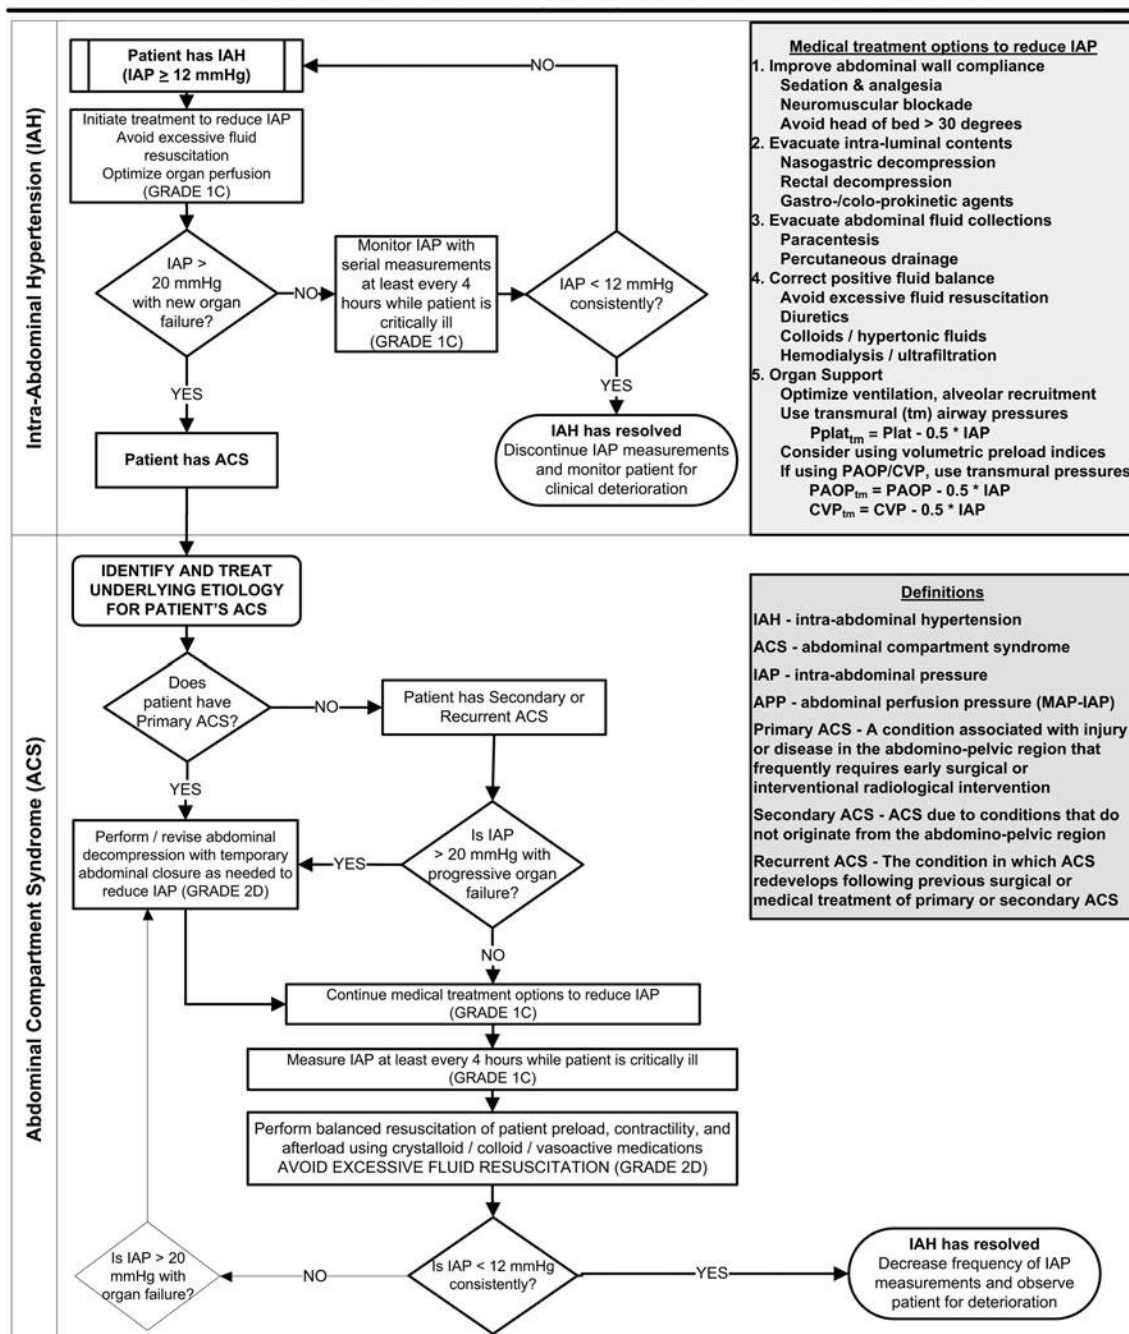 Intra-Abdominal Hypertension (IAH)
Patient has IAH
(IAP ≥ 12 mmHg)
NO
Initiate treatment to reduce IAP
Avoid excessive fluid
resuscitation
Optimize organ perfusion
(GRADE 1C)
IAP >
20 mmHg
with new organ
failure?
NO
Monitor IAP with
serial measurements
at least every 4
hours while patient is
critically ill
(GRADE 1C)
IAP < 12 mmHg
consistently?
YES
YES
Patient has ACS
IAH has resolved
Discontinue IAP measurements
and monitor patient for
clinical deterioration
Medical treatment options to reduce IAP
1. Improve abdominal wall compliance
Sedation & analgesia
Neuromuscular blockade
Avoid head of bed > 30 degrees
2. Evacuate intra-luminal contents
Nasogastric decompression
Rectal decompression
Gastro-/colo-prokinetic agents
3. Evacuate abdominal fluid collections
Paracentesis
Percutaneous drainage
4. Correct positive fluid balance
Avoid excessive fluid resuscitation
Diuretics
Colloids / hypertonic fluids
Hemodialysis / ultrafiltration
5. Organ Support
Optimize ventilation, alveolar recruitment
Use transmural (tm) airway pressures
Pplattm = Plat - 0.5 * IAP
Consider using volumetric preload indices
If using PAOP/CVP, use transmural pressures
PAOPtm = PAOP - 0.5 * IAP
CVPtm = CVP - 0.5 * IAP
Abdominal Compartment Syndrome (ACS)
IDENTIFY AND TREAT
UNDERLYING ETIOLOGY
FOR PATIENT'S ACS
Does
patient have
Primary ACS?
NO
Patient has Secondary or
Recurrent ACS
YES
Perform / revise abdominal
decompression with temporary
abdominal closure as needed to
reduce IAP (GRADE 2D)
YES
Is IAP
> 20 mmHg with
progressive organ
failure?
NO
Continue medical treatment options to reduce IAP
(GRADE 1C)
Measure IAP at least every 4 hours while patient is critically ill
(GRADE 1C)
Perform balanced resuscitation of patient preload, contractility, and
afterload using crystalloid / colloid / vasoactive medications
AVOID EXCESSIVE FLUID RESUSCITATION (GRADE 2D)
Is IAP > 20
mmHg with
organ failure?
NO
Is IAP < 12 mmHg
consistently?
YES
IAH has resolved
Decrease frequency of IAP
measurements and observe
patient for deterioration
Definitions
IAH - intra-abdominal hypertension
ACS - abdominal compartment syndrome
IAP - intra-abdominal pressure
APP - abdominal perfusion pressure (MAP-IAP)
Primary ACS - A condition associated with injury
or disease in the abdomino-pelvic region that
frequently requires early surgical or
interventional radiological intervention
Secondary ACS - ACS due to conditions that do
not originate from the abdomino-pelvic region
Recurrent ACS - The condition in which ACS
redevelops following previous surgical or
medical treatment of primary or secondary ACS